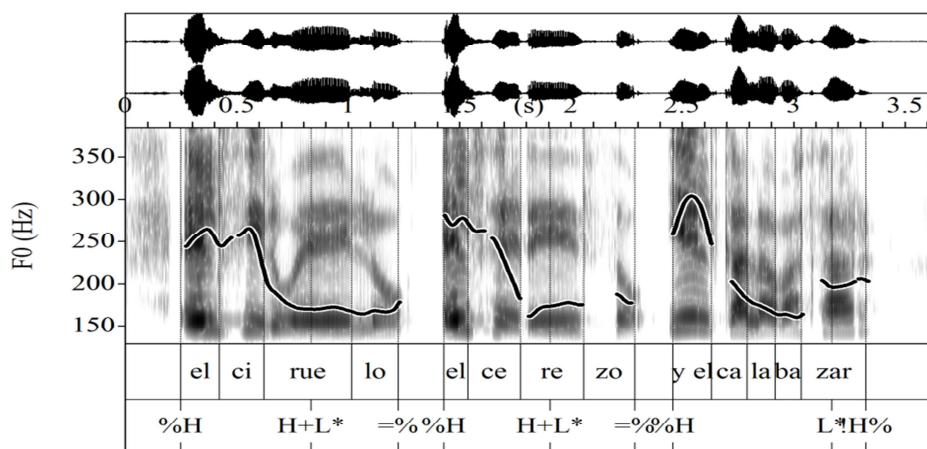 0 0.5 1 1.5 (s) 2 2.5 3 3.5
F0 (Hz)
350
300
250
200
150
el ci rue lo el ce re zo y el ca la ba zar
%H H+L* =% %H H+L* =% %H L* !H%